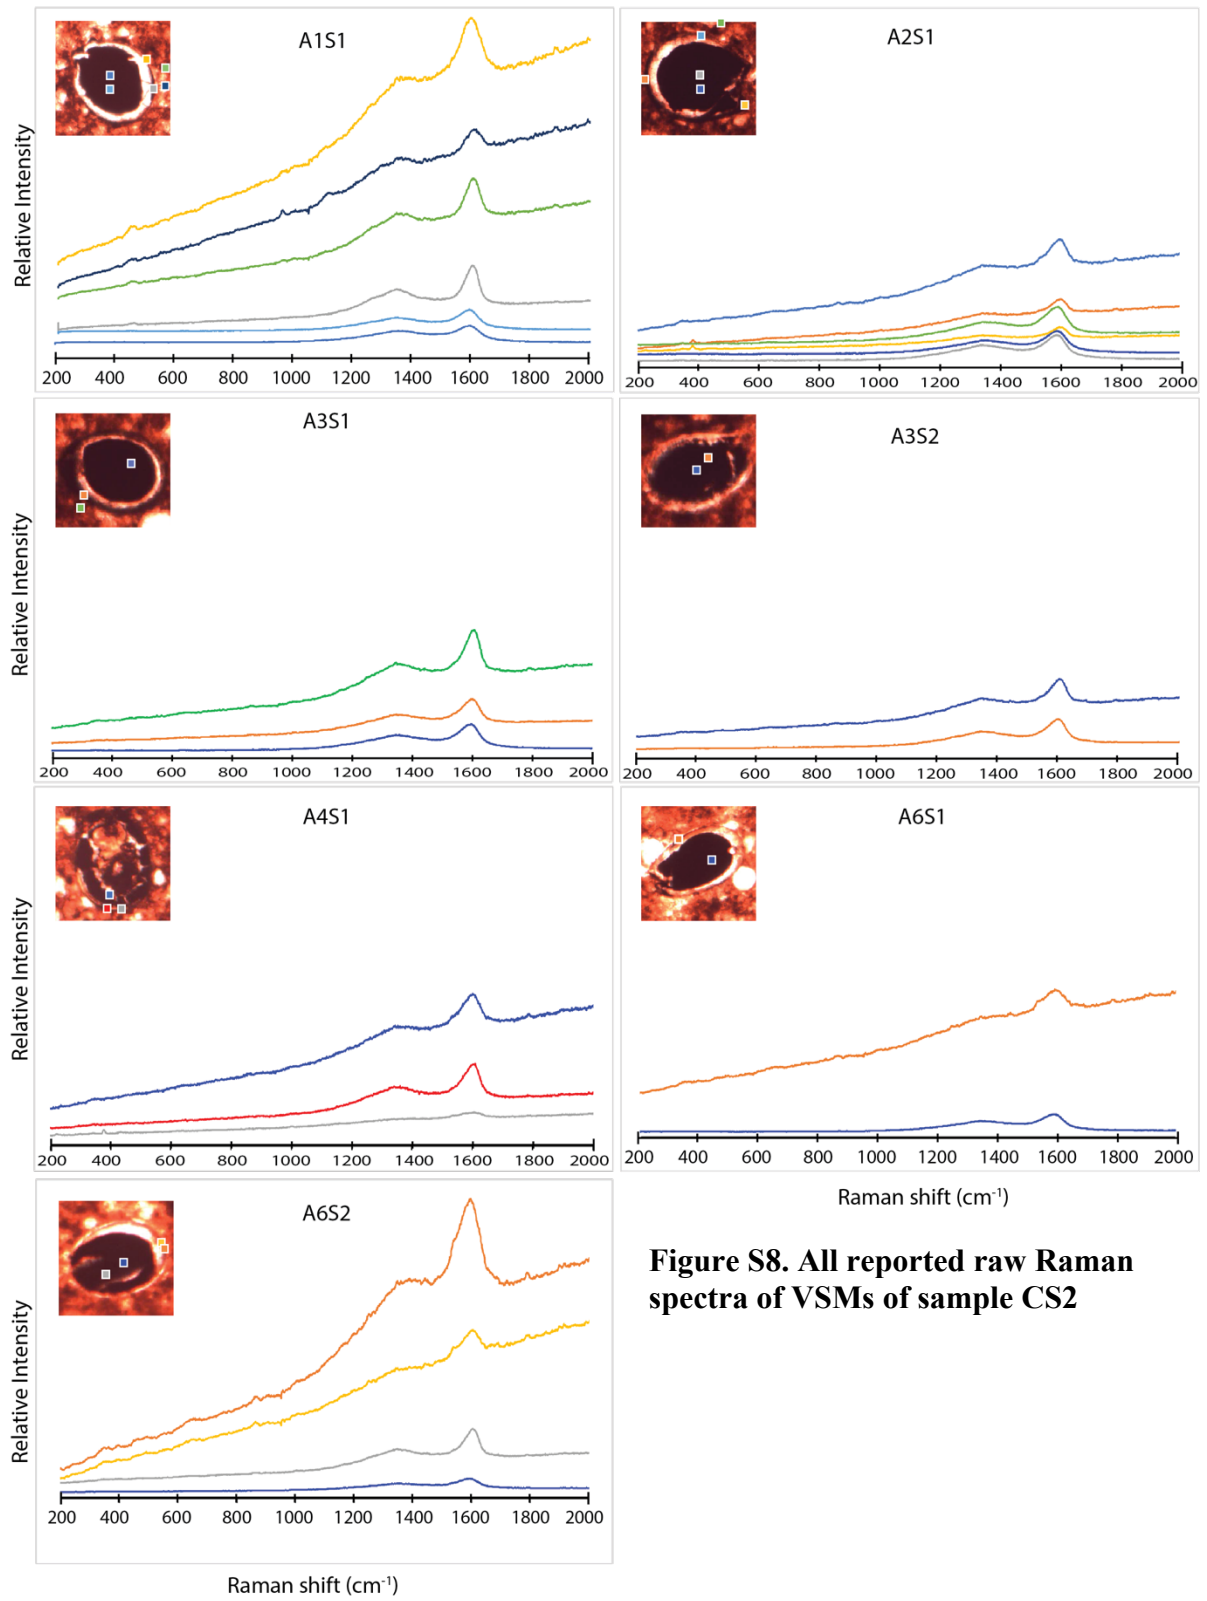 A1S1
Relative Intensity
200 400 600 800 1000 1200 1400 1600 1800 2000
A2S1
200 400 600 800 1000 1200 1400 1600 1800 2000
A3S1
Relative Intensity
200 400 600 800 1000 1200 1400 1600 1800 2000
A3S2
200 400 600 800 1000 1200 1400 1600 1800 2000
A4S1
Relative Intensity
200 400 600 800 1000 1200 1400 1600 1800 2000
A6S1
200 400 600 800 1000 1200 1400 1600 1800 2000
Raman shift (cm⁻¹)
A6S2
Relative Intensity
200 400 600 800 1000 1200 1400 1600 1800 2000
Raman shift (cm⁻¹)
Figure S8. All reported raw Raman
spectra of VSMs of sample CS2